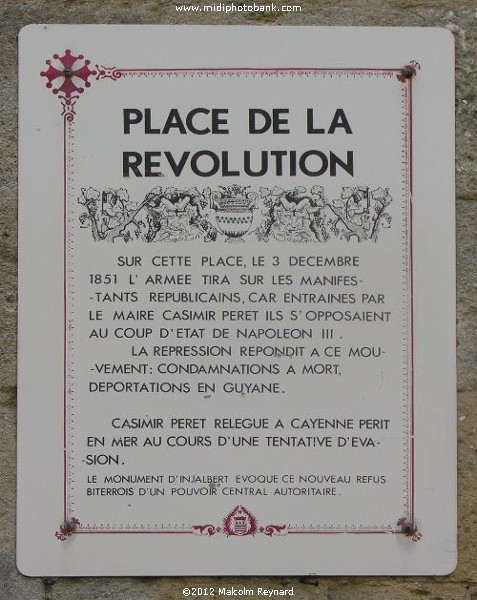 www.midiphotobank.com
PLACE DE LA
REVOLUTION
SUR CETTE PLACE, LE 3 DECEMBRE
1851 L' ARMEE TIRA SUR LES MANIFES-
-TANTS REPUBLICAINS, CAR ENTRAINES PAR
LE MAIRE CASIMIR PERET ILS S'OPPOSAIENT
AU COUP D'ETAT DE NAPOLEON III .
LA REPRESSION REPONDIT A CE MOU-
-VEMENT: CONDAMNATIONS A MORT,
DEPORTATIONS EN GUYANE.
CASIMIR PERET RELEGUE A CAYENNE PERIT
EN MER AU COURS D'UNE TENTATIVE D'EVA-
-SION.
LE MONUMENT D'INJALBERT EVOQUE CE NOUVEAU REFUS
BITERROIS D'UN POUVOIR CENTRAL AUTORITAIRE.
©2012 Malcolm Reynard